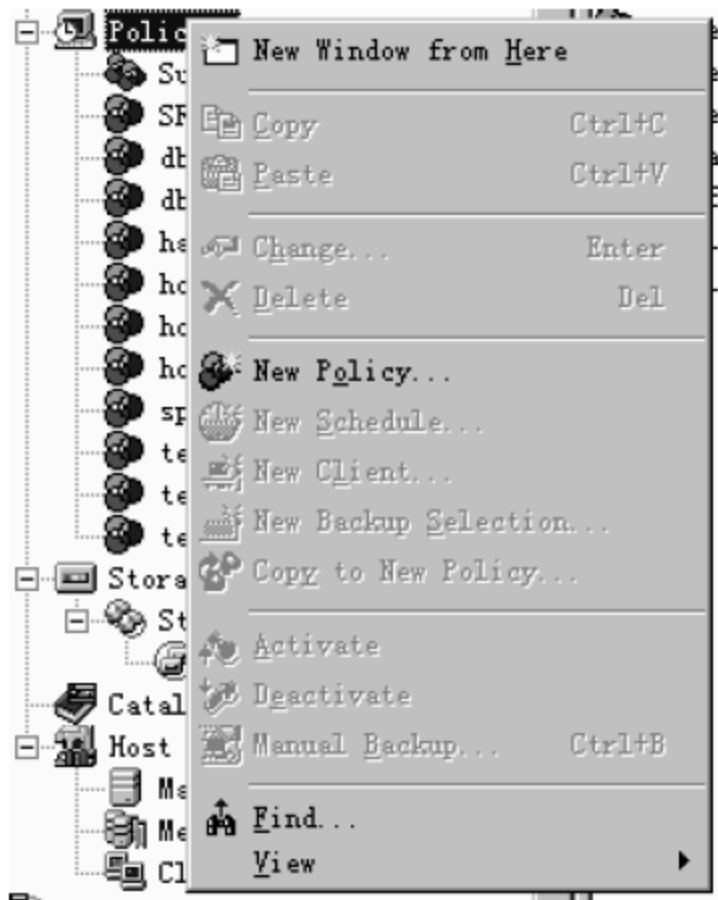 Polic
Su
SR
db
db
ha
ho
ho
ho
sp
te
te
te
Stora
St
Catal
Host
Ma
Me
Cl
New Window from Here
Copy Ctrl+C
Paste Ctrl+V
Change... Enter
Delete Del
New Policy...
New Schedule...
New Client...
New Backup Selection...
Copy to New Policy...
Activate
Deactivate
Manual Backup... Ctrl+B
Find...
View